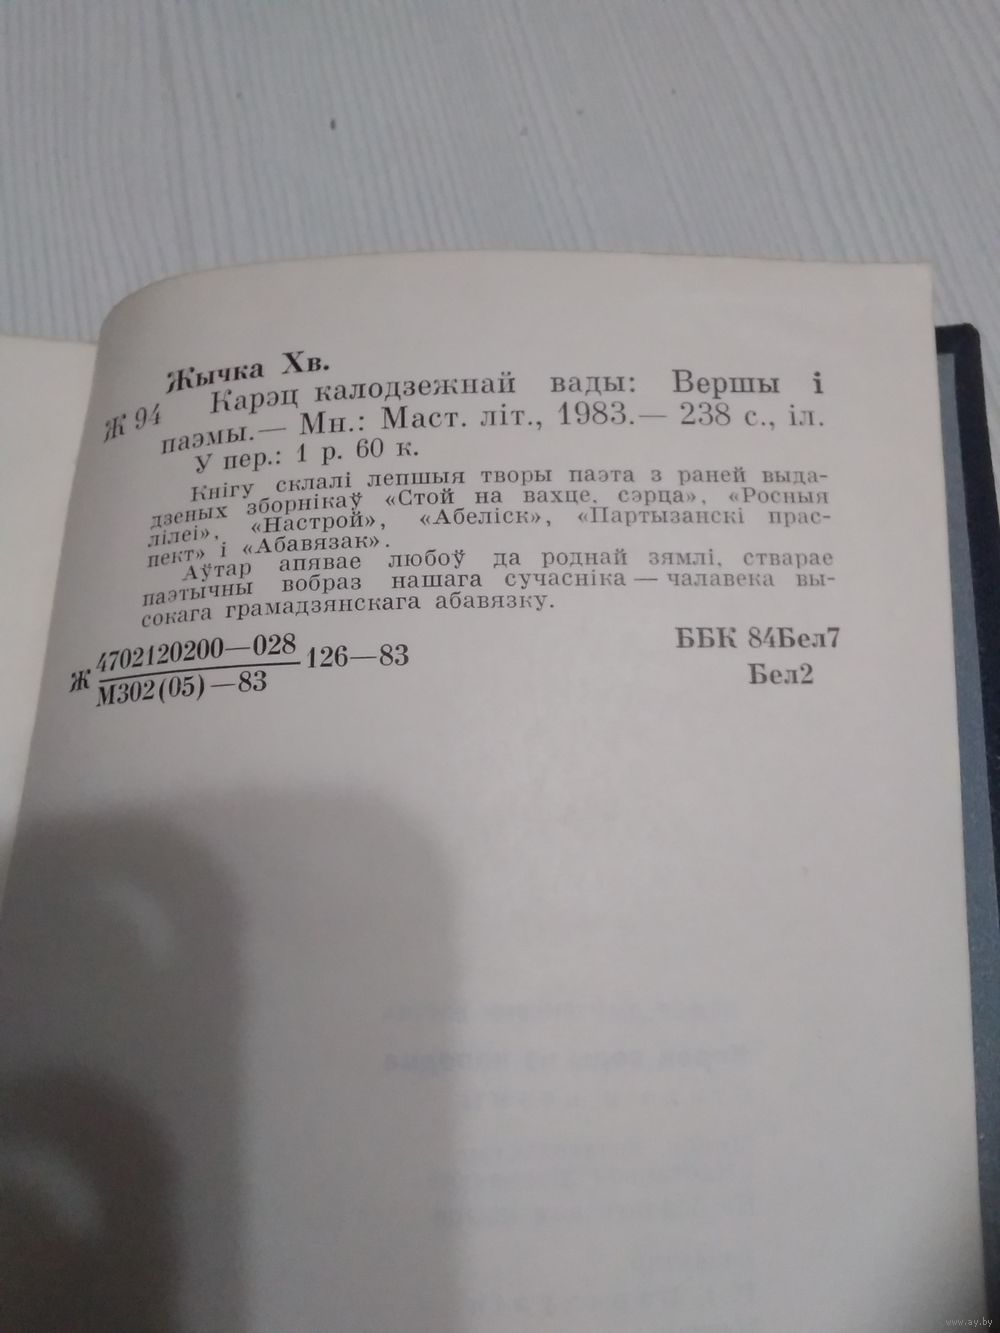 Жычка Хв.
Ж 94 Карэц калодзежнай вады: Вершы і
паэмы.— Мн.: Маст. літ., 1983.— 238 с., іл.
У пер.: 1 р. 60 к.
Кнігу склалі лепшыя творы паэта з раней выда-
дзеных зборнікаў «Стой на вахце, сэрца», «Росныя
лілеі», «Настрой», «Абеліск», «Партызанскі прас-
пект» і «Абавязак».
Аўтар апявае любоў да роднай зямлі, стварае
паэтычны вобраз нашага сучасніка — чалавека вы-
сокага грамадзянскага абавязку.
Ж 4702120200—028 126—83
М302(05)—83
ББК 84Бел7
Бел2
www.ay.by